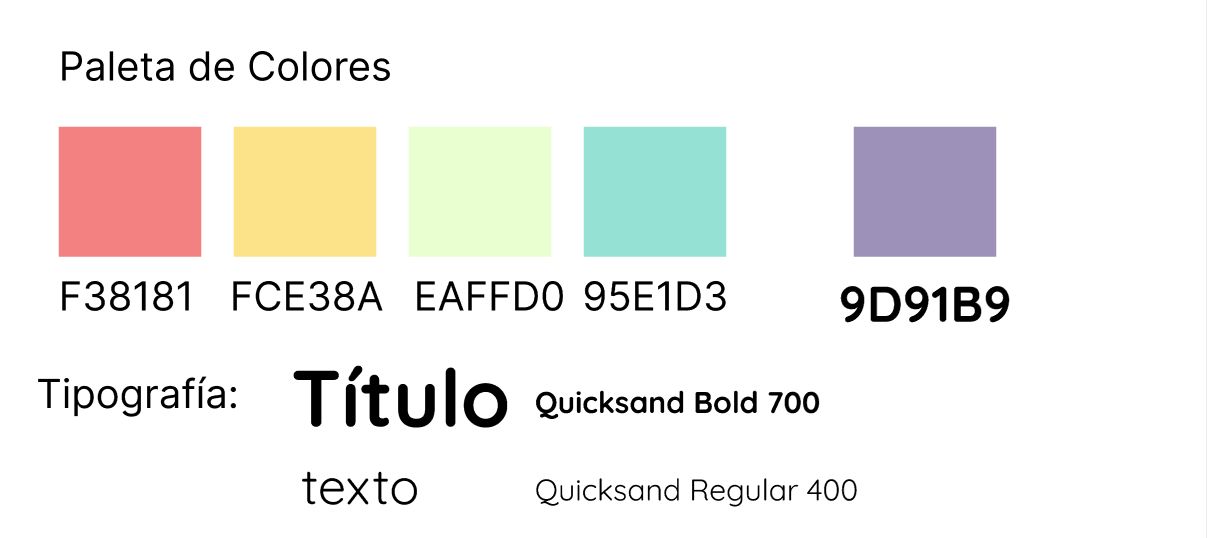 Paleta de Colores
F38181 FCE38A EAFFD0 95E1D3 9D91B9
Tipografía: Título Quicksand Bold 700
texto Quicksand Regular 400